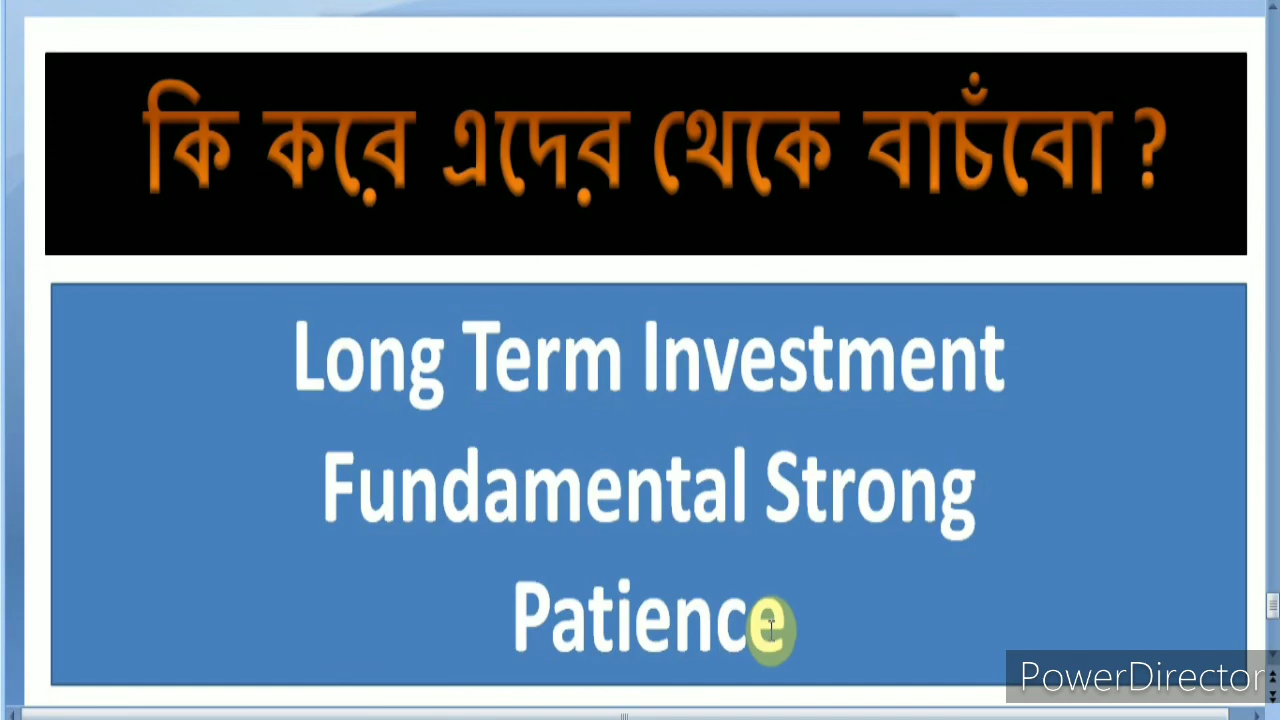 কি করে এদের থেকে বাচঁবো ?
Long Term Investment
Fundamental Strong
Patience
PowerDirector